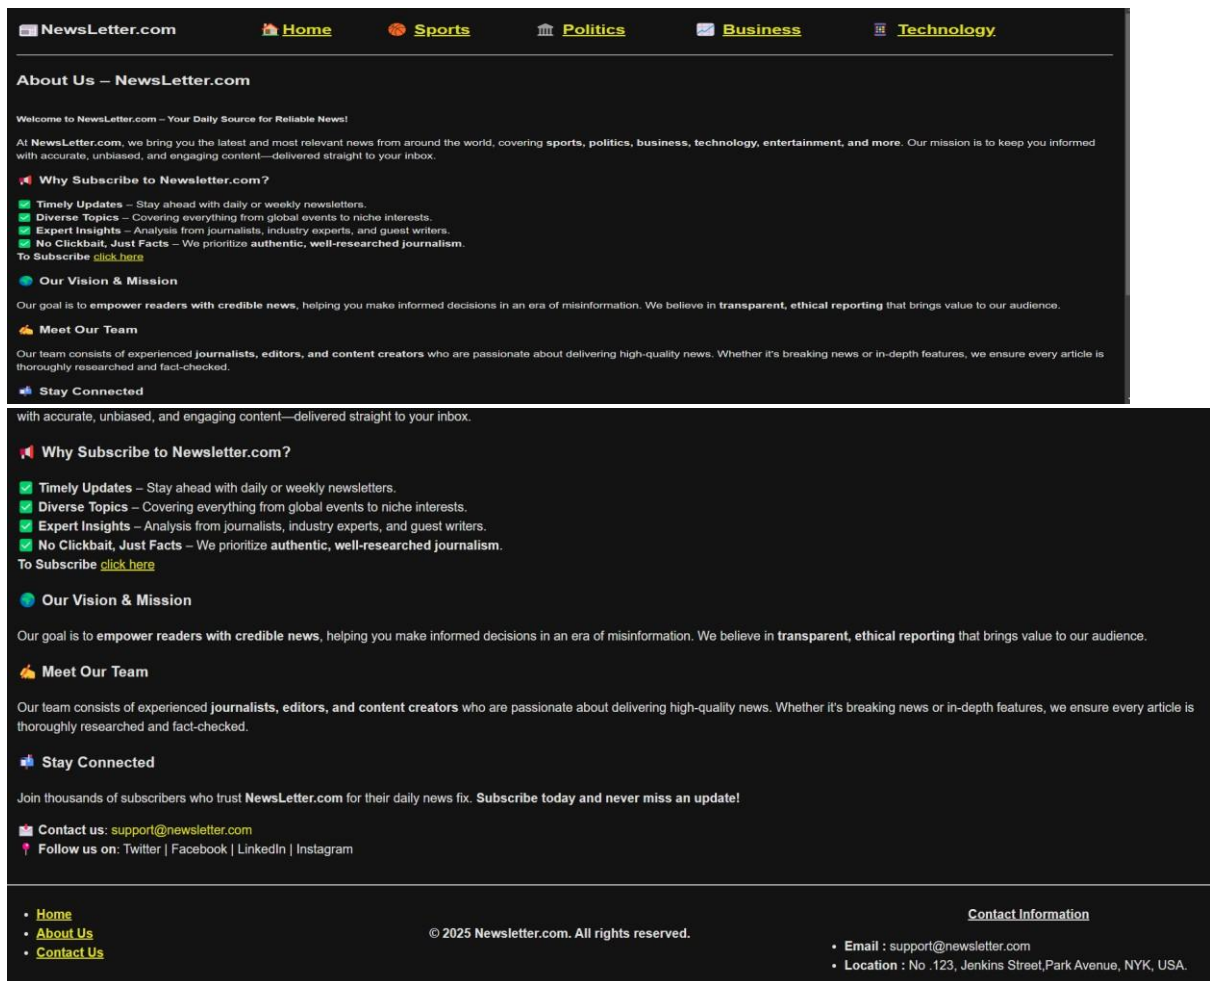 NewsLetter.com Home Sports Politics Business Technology
About Us – NewsLetter.com
Welcome to NewsLetter.com – Your Daily Source for Reliable News!
At NewsLetter.com, we bring you the latest and most relevant news from around the world, covering sports, politics, business, technology, entertainment, and more. Our mission is to keep you informed
with accurate, unbiased, and engaging content—delivered straight to your inbox.
Why Subscribe to Newsletter.com?
Timely Updates – Stay ahead with daily or weekly newsletters.
Diverse Topics – Covering everything from global events to niche interests.
Expert Insights – Analysis from journalists, industry experts, and guest writers.
No Clickbait, Just Facts – We prioritize authentic, well-researched journalism.
To Subscribe click here
Our Vision & Mission
Our goal is to empower readers with credible news, helping you make informed decisions in an era of misinformation. We believe in transparent, ethical reporting that brings value to our audience.
Meet Our Team
Our team consists of experienced journalists, editors, and content creators who are passionate about delivering high-quality news. Whether it's breaking news or in-depth features, we ensure every article is
thoroughly researched and fact-checked.
Stay Connected
with accurate, unbiased, and engaging content—delivered straight to your inbox.
Why Subscribe to Newsletter.com?
Timely Updates – Stay ahead with daily or weekly newsletters.
Diverse Topics – Covering everything from global events to niche interests.
Expert Insights – Analysis from journalists, industry experts, and guest writers.
No Clickbait, Just Facts – We prioritize authentic, well-researched journalism.
To Subscribe click here
Our Vision & Mission
Our goal is to empower readers with credible news, helping you make informed decisions in an era of misinformation. We believe in transparent, ethical reporting that brings value to our audience.
Meet Our Team
Our team consists of experienced journalists, editors, and content creators who are passionate about delivering high-quality news. Whether it's breaking news or in-depth features, we ensure every article is
thoroughly researched and fact-checked.
Stay Connected
Join thousands of subscribers who trust NewsLetter.com for their daily news fix. Subscribe today and never miss an update!
Contact us: support@newsletter.com
Follow us on: Twitter | Facebook | LinkedIn | Instagram
• Home
• About Us
• Contact Us
© 2025 Newsletter.com. All rights reserved.
Contact Information
• Email : support@newsletter.com
• Location : No .123, Jenkins Street,Park Avenue, NYK, USA.